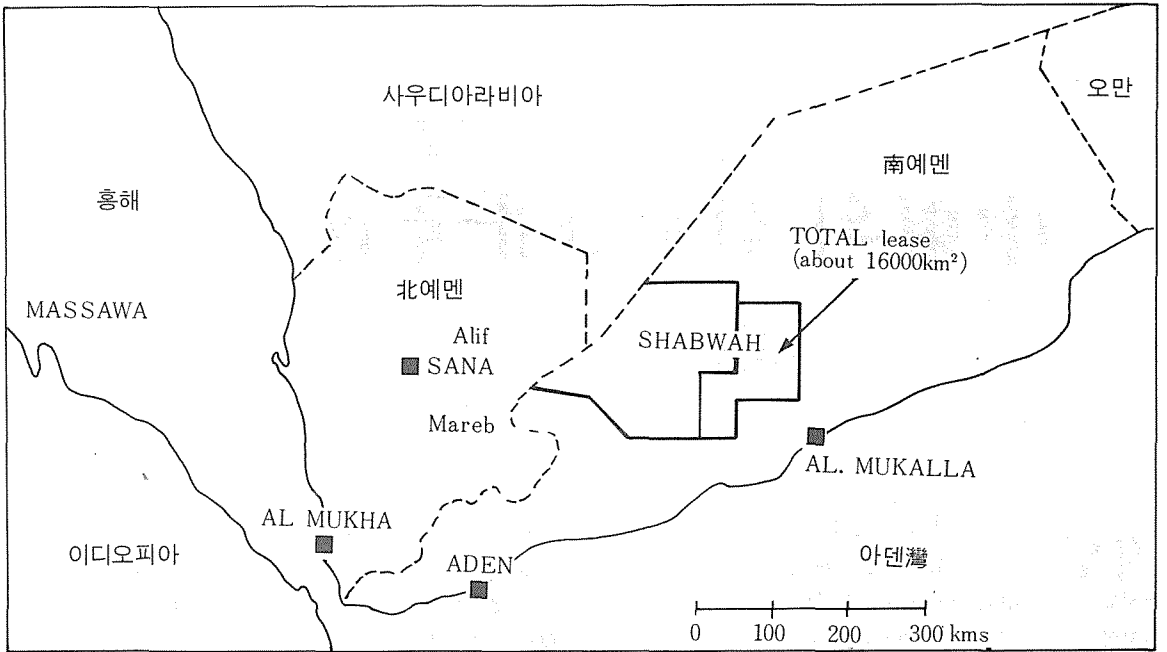 사우디아라비아
오만
홍해
南예멘
TOTAL lease
(about 16000km²)
北예멘
MASSAWA
Alif
SHABWAH
SANA
Mareb
AL. MUKALLA
AL MUKHA
이디오피아
ADEN
아덴灣
0 100 200 300 kms